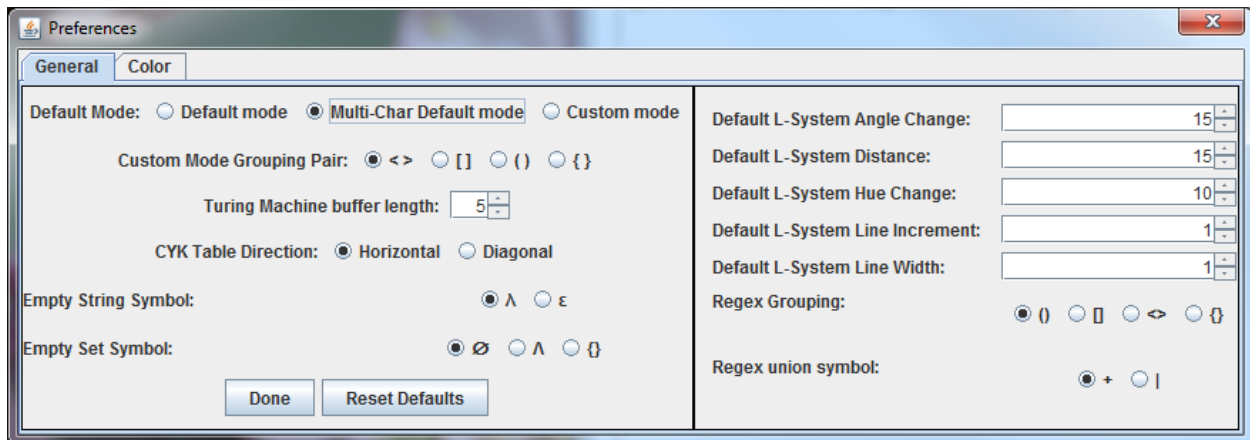 Preferences
General Color
Default Mode: Default mode Multi-Char Default mode Custom mode
Custom Mode Grouping Pair: < > [ ] ( ) { }
Turing Machine buffer length: 5
CYK Table Direction: Horizontal Diagonal
Empty String Symbol: λ ε
Empty Set Symbol: Ø Λ {}
Done Reset Defaults
Default L-System Angle Change: 15
Default L-System Distance: 15
Default L-System Hue Change: 10
Default L-System Line Increment: 1
Default L-System Line Width: 1
Regex Grouping: () [] <> {}
Regex union symbol: + |